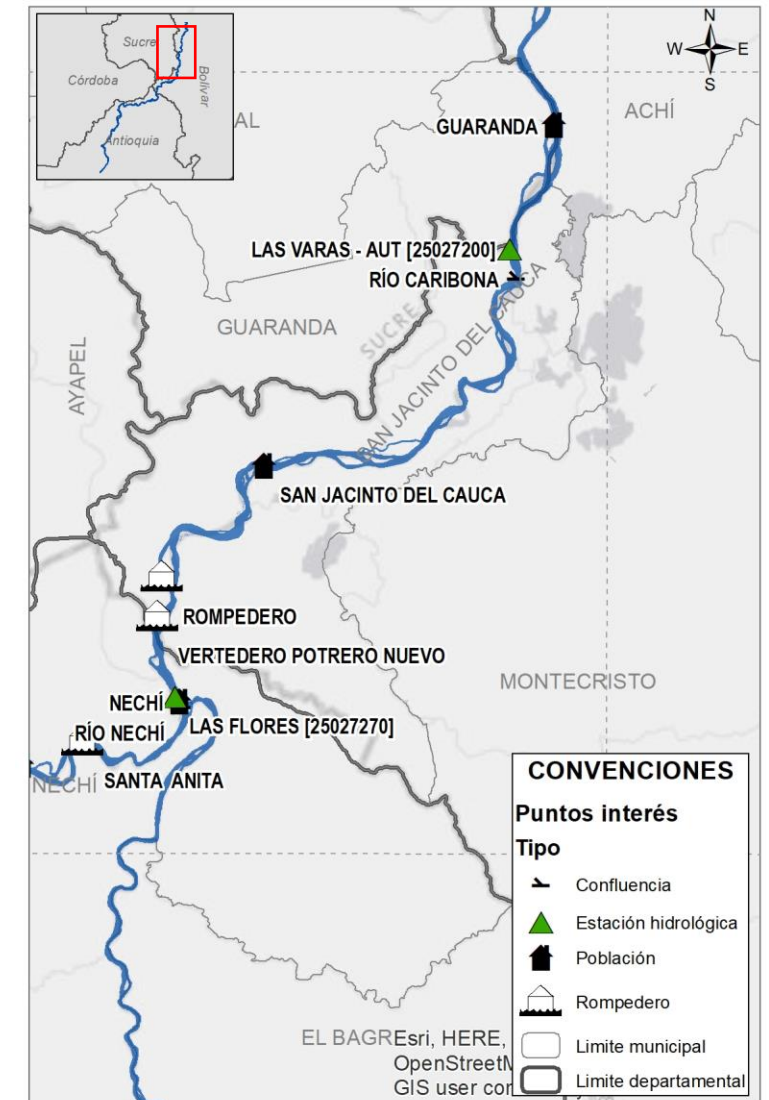 Sucre
Córdoba
Bolívar
Antioquia
AL
N
W
E
S
ACHÍ
GUARANDA
LAS VARAS - AUT [25027200]
RÍO CARIBONA
SUCRE
SAN JACINTO DEL CAUCA
GUARANDA
AYAPEL
SAN JACINTO DEL CAUCA
ROMPEDERO
VERTEDERO POTRERO NUEVO
MONTECRISTO
NECHÍ
LAS FLORES [25027270]
RÍO NECHÍ
NECHÍ
SANTA ANITA
EL BAGRE
Esri, HERE,
OpenStreetM
GIS user con
CONVENCIONES
Puntos interés
Tipo
Confluencia
Estación hidrológica
Población
Rompedero
Limite municipal
Limite departamental